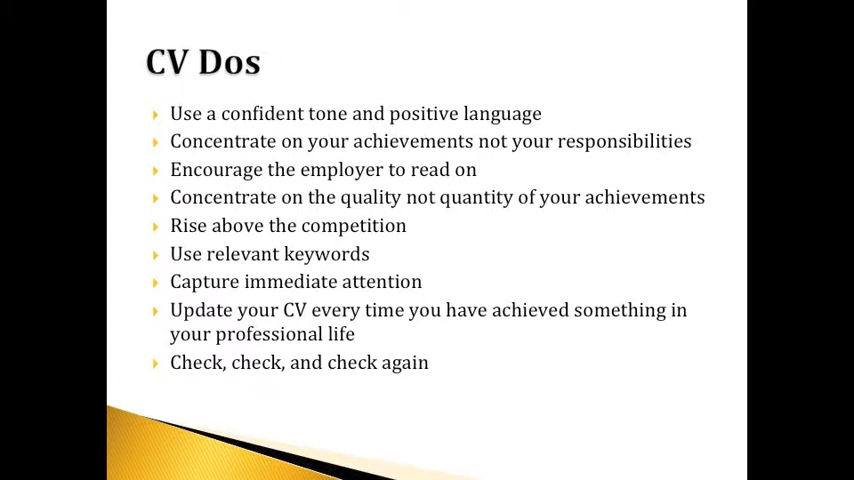 CV Dos
Use a confident tone and positive language
Concentrate on your achievements not your responsibilities
Encourage the employer to read on
Concentrate on the quality not quantity of your achievements
Rise above the competition
Use relevant keywords
Capture immediate attention
Update your CV every time you have achieved something in
your professional life
Check, check, and check again